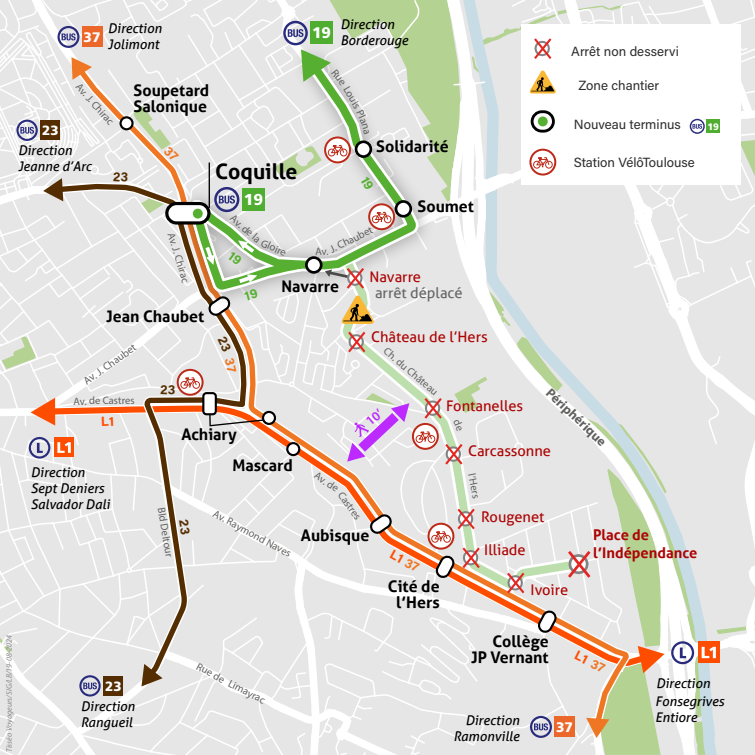 BUS 37
Direction
Jolimont
BUS 19
Direction
Borderouge
Arrêt non desservi
Zone chantier
Nouveau terminus BUS 19
Station VélôToulouse
Av. J. Chirac
Soupetard
Salonique
37
Rue Louis Plana
Solidarité
BUS 23
Direction
Jeanne d'Arc
23
Coquille
BUS 19
19
Soumet
Av. de la Gloire
Av. J. Chaubet
Av. J. Chirac
19
19
Navarre
Navarre
arrêt déplacé
Jean Chaubet
Château de l'Hers
23
37
Av. J. Chaubet
Ch. du Château
de
l'Hers
Périphérique
23
Av. de Castres
L1
Achiary
10'
Fontanelles
L L1
Direction
Sept Deniers
Salvador Dali
Mascard
Carcassonne
Av. de Castres
Bld Deltour
23
Av. Raymond Naves
Aubisque
Rougenet
Place de
l'Indépendance
L1 37
Illiade
Cité de
l'Hers
Ivoire
Collège
JP Vernant
L1 37
L L1
Direction
Fonsegrives
Entiore
BUS 23
Direction
Rangueil
Rue de Limayrac
Direction
Ramonville
BUS 37